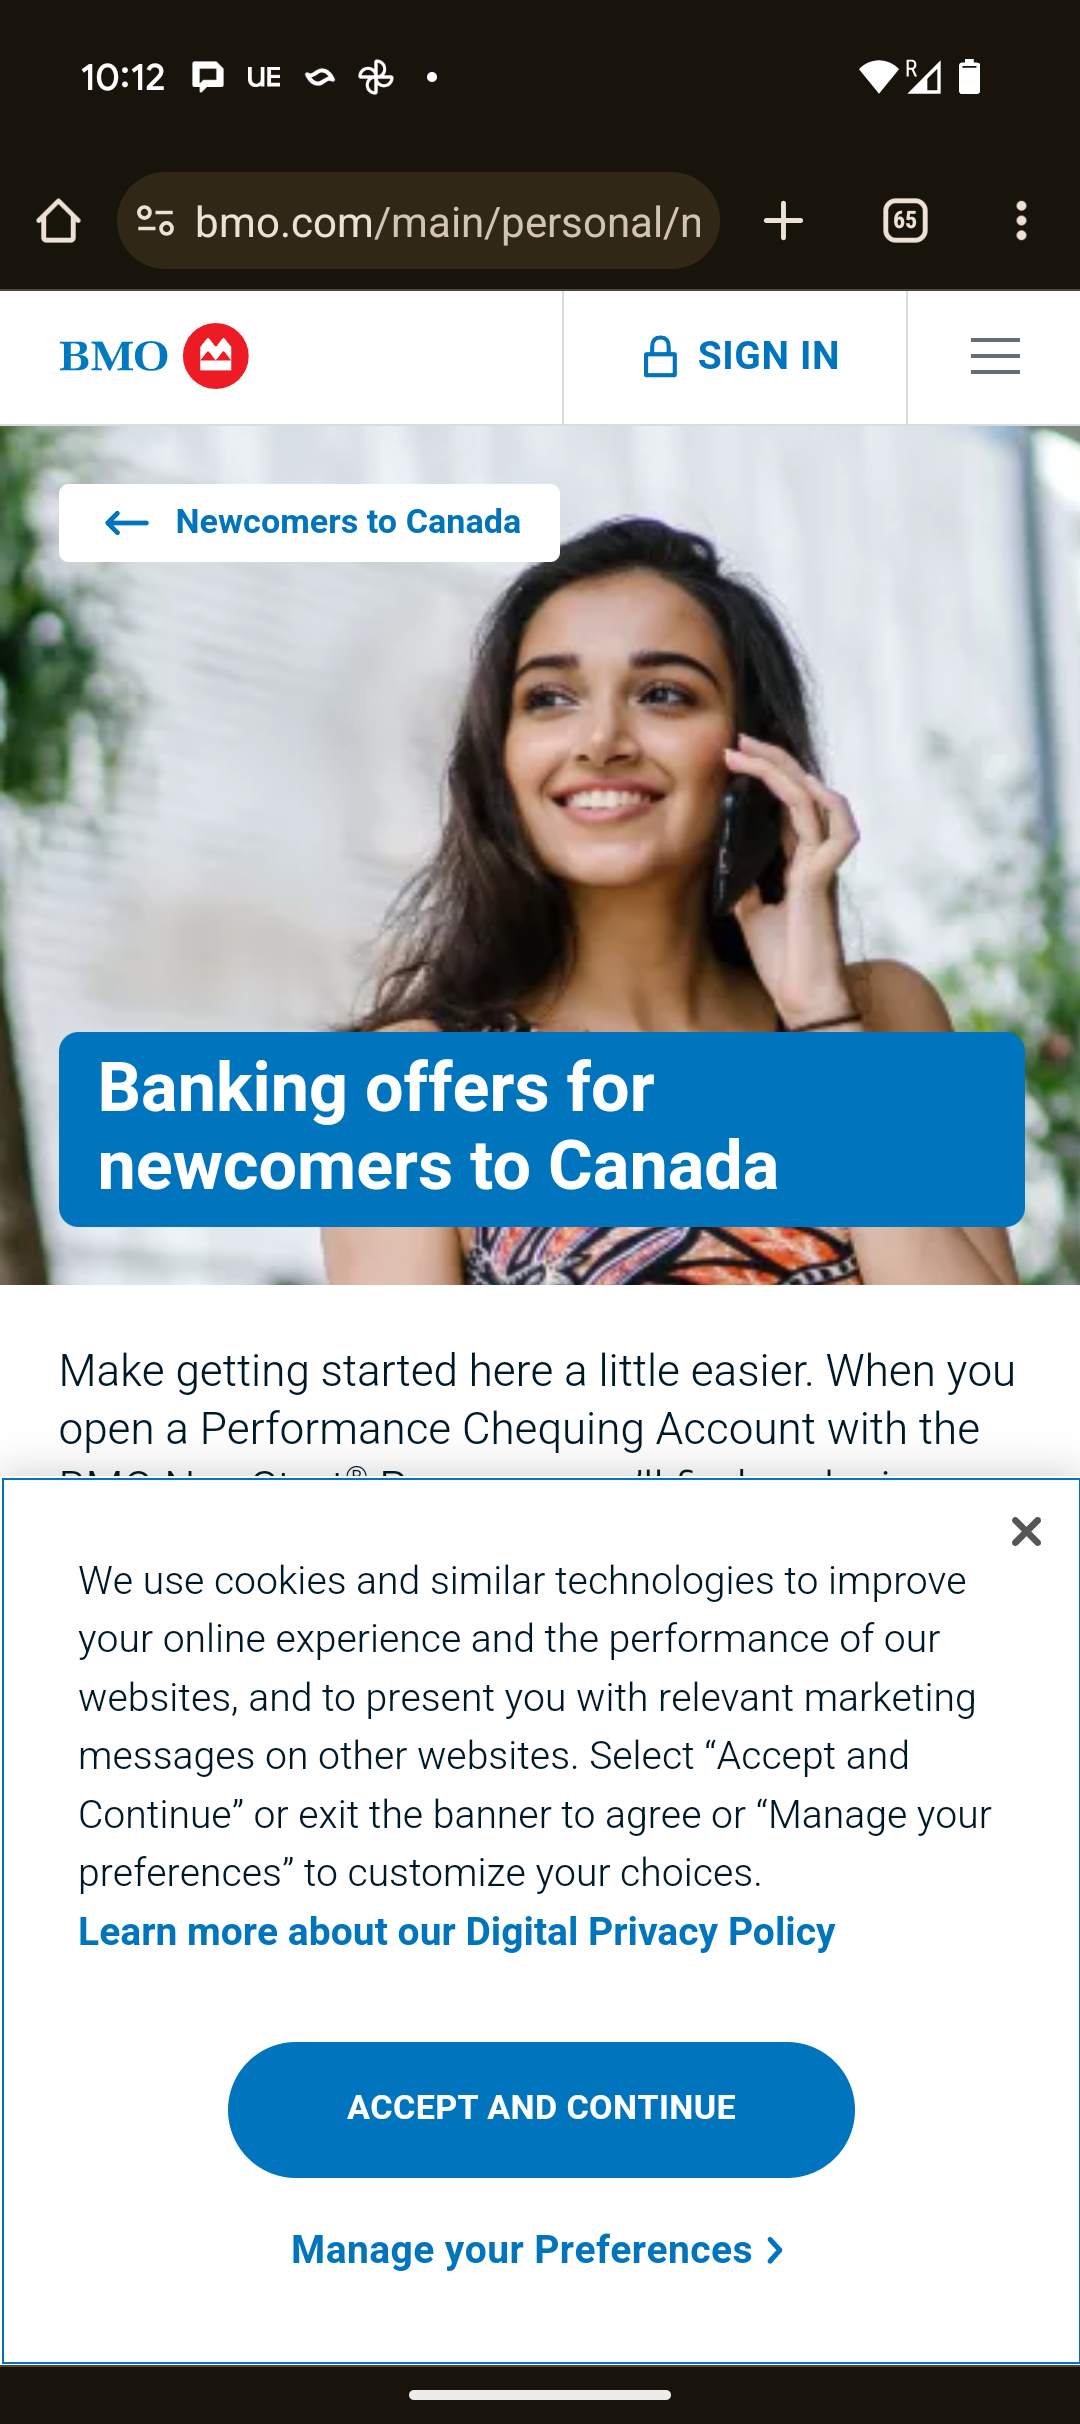 10:12 UE R
bmo.com/main/personal/n 65
BMO SIGN IN
Newcomers to Canada
Banking offers for
newcomers to Canada
Make getting started here a little easier. When you
open a Performance Chequing Account with the
We use cookies and similar technologies to improve
your online experience and the performance of our
websites, and to present you with relevant marketing
messages on other websites. Select “Accept and
Continue” or exit the banner to agree or “Manage your
preferences” to customize your choices.
Learn more about our Digital Privacy Policy
ACCEPT AND CONTINUE
Manage your Preferences